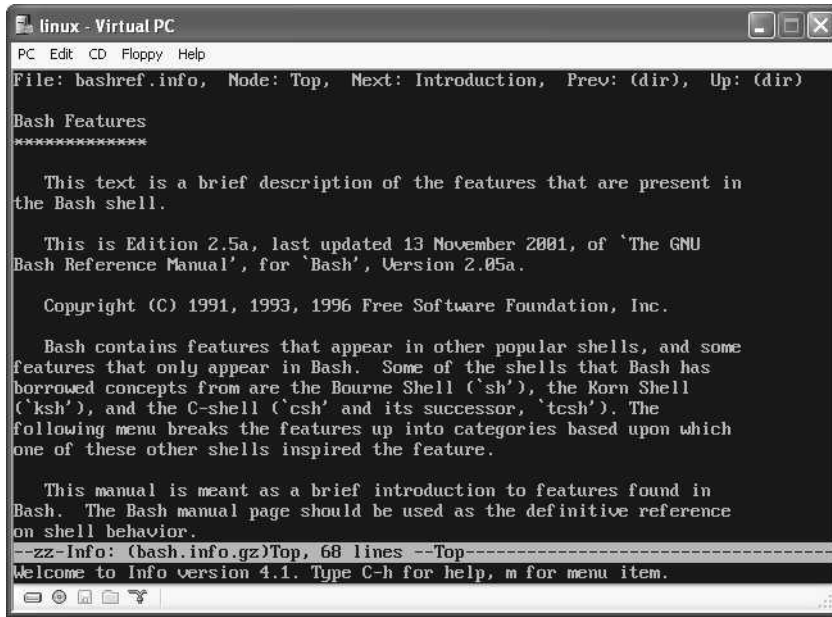 linux - Virtual PC
PC Edit CD Floppy Help
File: bashref.info,  Node: Top,  Next: Introduction,  Prev: (dir),  Up: (dir)
Bash Features
*************
This text is a brief description of the features that are present in
the Bash shell.
This is Edition 2.5a, last updated 13 November 2001, of `The GNU
Bash Reference Manual', for `Bash', Version 2.05a.
Copyright (C) 1991, 1993, 1996 Free Software Foundation, Inc.
Bash contains features that appear in other popular shells, and some
features that only appear in Bash.  Some of the shells that Bash has
borrowed concepts from are the Bourne Shell (`sh'), the Korn Shell
(`ksh'), and the C-shell (`csh' and its successor, `tcsh'). The
following menu breaks the features up into categories based upon which
one of these other shells inspired the feature.
This manual is meant as a brief introduction to features found in
Bash.  The Bash manual page should be used as the definitive reference
on shell behavior.
--zz-Info: (bash.info.gz)Top, 68 lines --Top-----------------------------------
Welcome to Info version 4.1. Type C-h for help, m for menu item.